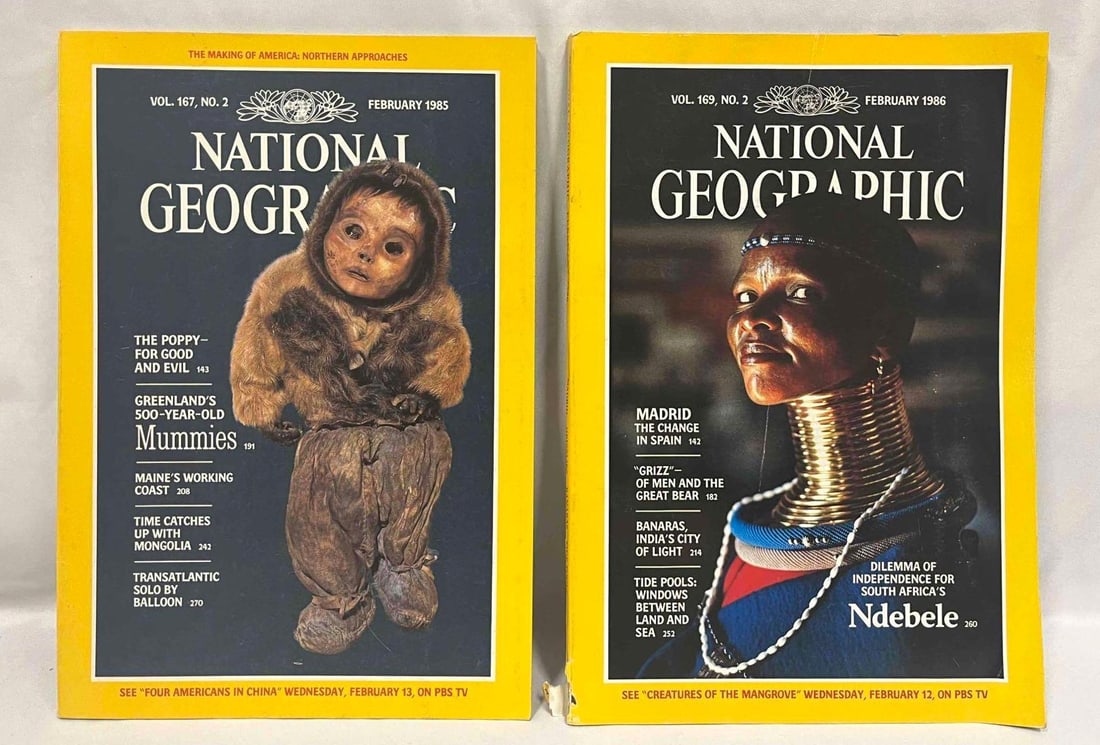 THE MAKING OF AMERICA: NORTHERN APPROACHES
VOL. 167, NO. 2
FEBRUARY 1985
NATIONAL
GEOGRAPHIC
THE POPPY—
FOR GOOD
AND EVIL 143
GREENLAND'S
500-YEAR-OLD
Mummies 191
MAINE'S WORKING
COAST 208
TIME CATCHES
UP WITH
MONGOLIA 242
TRANSATLANTIC
SOLO BY
BALLOON 270
SEE "FOUR AMERICANS IN CHINA" WEDNESDAY, FEBRUARY 13, ON PBS TV
VOL. 169, NO. 2
FEBRUARY 1986
NATIONAL
GEOGRAPHIC
MADRID
THE CHANGE
IN SPAIN 142
"GRIZZ"—
OF MEN AND THE
GREAT BEAR 182
BANARAS,
INDIA'S CITY
OF LIGHT 214
TIDE POOLS:
WINDOWS
BETWEEN
LAND AND
SEA 252
DILEMMA OF
INDEPENDENCE FOR
SOUTH AFRICA'S
Ndebele 260
SEE "CREATURES OF THE MANGROVE" WEDNESDAY, FEBRUARY 12, ON PBS TV